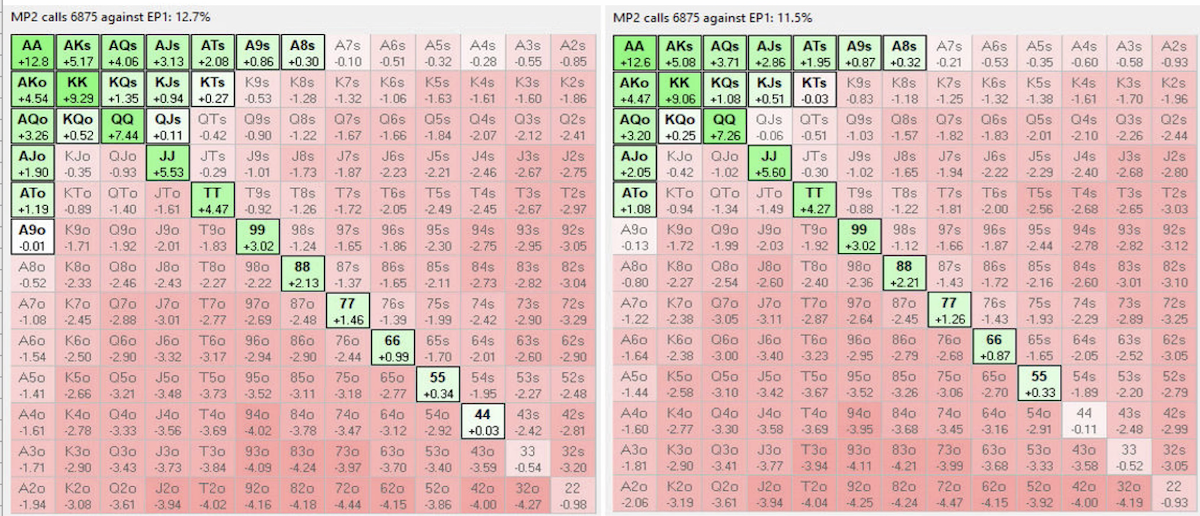 MP2 calls 6875 against EP1: 12.7%
AA AKs AQs AJs ATs A9s A8s A7s A6s A5s A4s A3s A2s
+12.8 +5.17 +4.06 +3.13 +2.08 +0.86 +0.30 -0.10 -0.51 -0.32 -0.28 -0.55 -0.85
AKo KK KQs KJs KTs K9s K8s K7s K6s K5s K4s K3s K2s
+4.54 +9.29 +1.35 +0.94 +0.27 -0.53 -1.28 -1.32 -1.06 -1.63 -1.61 -1.60 -1.86
AQo KQo QQ QJs QTs Q9s Q8s Q7s Q6s Q5s Q4s Q3s Q2s
+3.26 +0.52 +7.44 +0.11 -0.42 -0.90 -1.22 -1.67 -1.66 -1.84 -2.07 -2.12 -2.41
AJo KJo QJo JJ JTs J9s J8s J7s J6s J5s J4s J3s J2s
+1.90 -0.35 -0.93 +5.53 -0.29 -1.01 -1.73 -1.87 -2.23 -2.21 -2.46 -2.67 -2.75
ATo KTo QTo JTo TT T9s T8s T7s T6s T5s T4s T3s T2s
+1.19 -0.89 -1.40 -1.61 +4.47 -0.92 -1.26 -1.72 -2.05 -2.49 -2.45 -2.67 -2.97
A9o K9o Q9o J9o T9o 99 98s 97s 96s 95s 94s 93s 92s
-0.01 -1.71 -1.92 -2.01 -1.83 +3.02 -1.24 -1.65 -1.86 -2.30 -2.75 -2.95 -3.05
A8o K8o Q8o J8o T8o 98o 88 87s 86s 85s 84s 83s 82s
-0.52 -2.33 -2.46 -2.43 -2.27 -2.22 +2.13 -1.37 -1.65 -2.11 -2.73 -2.82 -3.04
A7o K7o Q7o J7o T7o 97o 87o 77 76s 75s 74s 73s 72s
-1.08 -2.45 -2.88 -3.01 -2.77 -2.69 -2.48 +1.46 -1.39 -1.99 -2.42 -2.90 -3.29
A6o K6o Q6o J6o T6o 96o 86o 76o 66 65s 64s 63s 62s
-1.54 -2.50 -2.90 -3.32 -3.17 -2.94 -2.90 -2.44 +0.99 -1.70 -2.01 -2.60 -2.90
A5o K5o Q5o J5o T5o 95o 85o 75o 65o 55 54s 53s 52s
-1.41 -2.66 -3.21 -3.48 -3.73 -3.52 -3.11 -3.18 -2.77 +0.34 -1.95 -2.27 -2.48
A4o K4o Q4o J4o T4o 94o 84o 74o 64o 54o 44 43s 42s
-1.61 -2.78 -3.33 -3.56 -3.69 -4.02 -3.78 -3.47 -3.12 -2.92 +0.03 -2.42 -2.81
A3o K3o Q3o J3o T3o 93o 83o 73o 63o 53o 43o 33 32s
-1.71 -2.90 -3.43 -3.73 -3.84 -4.09 -4.24 -3.97 -3.70 -3.40 -3.59 -0.54 -3.20
A2o K2o Q2o J2o T2o 92o 82o 72o 62o 52o 42o 32o 22
-1.94 -3.08 -3.61 -3.94 -4.02 -4.16 -4.18 -4.44 -4.15 -3.86 -4.00 -4.27 -0.98
MP2 calls 6875 against EP1: 11.5%
AA AKs AQs AJs ATs A9s A8s A7s A6s A5s A4s A3s A2s
+12.6 +5.08 +3.71 +2.86 +1.95 +0.87 +0.32 -0.21 -0.53 -0.35 -0.60 -0.58 -0.93
AKo KK KQs KJs KTs K9s K8s K7s K6s K5s K4s K3s K2s
+4.47 +9.06 +1.08 +0.51 -0.03 -0.83 -1.18 -1.25 -1.32 -1.38 -1.61 -1.70 -1.96
AQo KQo QQ QJs QTs Q9s Q8s Q7s Q6s Q5s Q4s Q3s Q2s
+3.20 +0.25 +7.26 -0.06 -0.51 -1.03 -1.57 -1.82 -1.83 -2.01 -2.10 -2.26 -2.44
AJo KJo QJo JJ JTs J9s J8s J7s J6s J5s J4s J3s J2s
+2.05 -0.42 -1.02 +5.60 -0.30 -1.02 -1.65 -1.94 -2.22 -2.29 -2.40 -2.68 -2.80
ATo KTo QTo JTo TT T9s T8s T7s T6s T5s T4s T3s T2s
+1.08 -0.94 -1.34 -1.49 +4.27 -0.88 -1.22 -1.81 -2.00 -2.56 -2.68 -2.65 -3.03
A9o K9o Q9o J9o T9o 99 98s 97s 96s 95s 94s 93s 92s
-0.13 -1.72 -1.99 -2.03 -1.92 +3.02 -1.12 -1.66 -1.87 -2.44 -2.78 -2.82 -3.12
A8o K8o Q8o J8o T8o 98o 88 87s 86s 85s 84s 83s 82s
-0.80 -2.27 -2.54 -2.60 -2.40 -2.36 +2.21 -1.43 -1.72 -2.16 -2.60 -3.01 -3.10
A7o K7o Q7o J7o T7o 97o 87o 77 76s 75s 74s 73s 72s
-1.22 -2.38 -3.05 -3.11 -2.87 -2.64 -2.45 +1.26 -1.43 -1.93 -2.29 -2.89 -3.25
A6o K6o Q6o J6o T6o 96o 86o 76o 66 65s 64s 63s 62s
-1.64 -2.38 -3.00 -3.40 -3.23 -2.95 -2.79 -2.68 +0.87 -1.65 -2.05 -2.52 -3.05
A5o K5o Q5o J5o T5o 95o 85o 75o 65o 55 54s 53s 52s
-1.44 -2.58 -3.10 -3.42 -3.67 -3.52 -3.26 -3.06 -2.70 +0.33 -1.89 -2.20 -2.79
A4o K4o Q4o J4o T4o 94o 84o 74o 64o 54o 44 43s 42s
-1.60 -2.77 -3.30 -3.58 -3.69 -3.95 -3.68 -3.45 -3.16 -2.91 -0.11 -2.48 -2.99
A3o K3o Q3o J3o T3o 93o 83o 73o 63o 53o 43o 33 32s
-1.81 -2.90 -3.41 -3.77 -3.94 -4.11 -4.21 -3.99 -3.68 -3.33 -3.58 -0.52 -3.05
A2o K2o Q2o J2o T2o 92o 82o 72o 62o 52o 42o 32o 22
-2.06 -3.19 -3.61 -3.94 -4.04 -4.25 -4.24 -4.47 -4.15 -3.92 -4.00 -4.19 -0.93